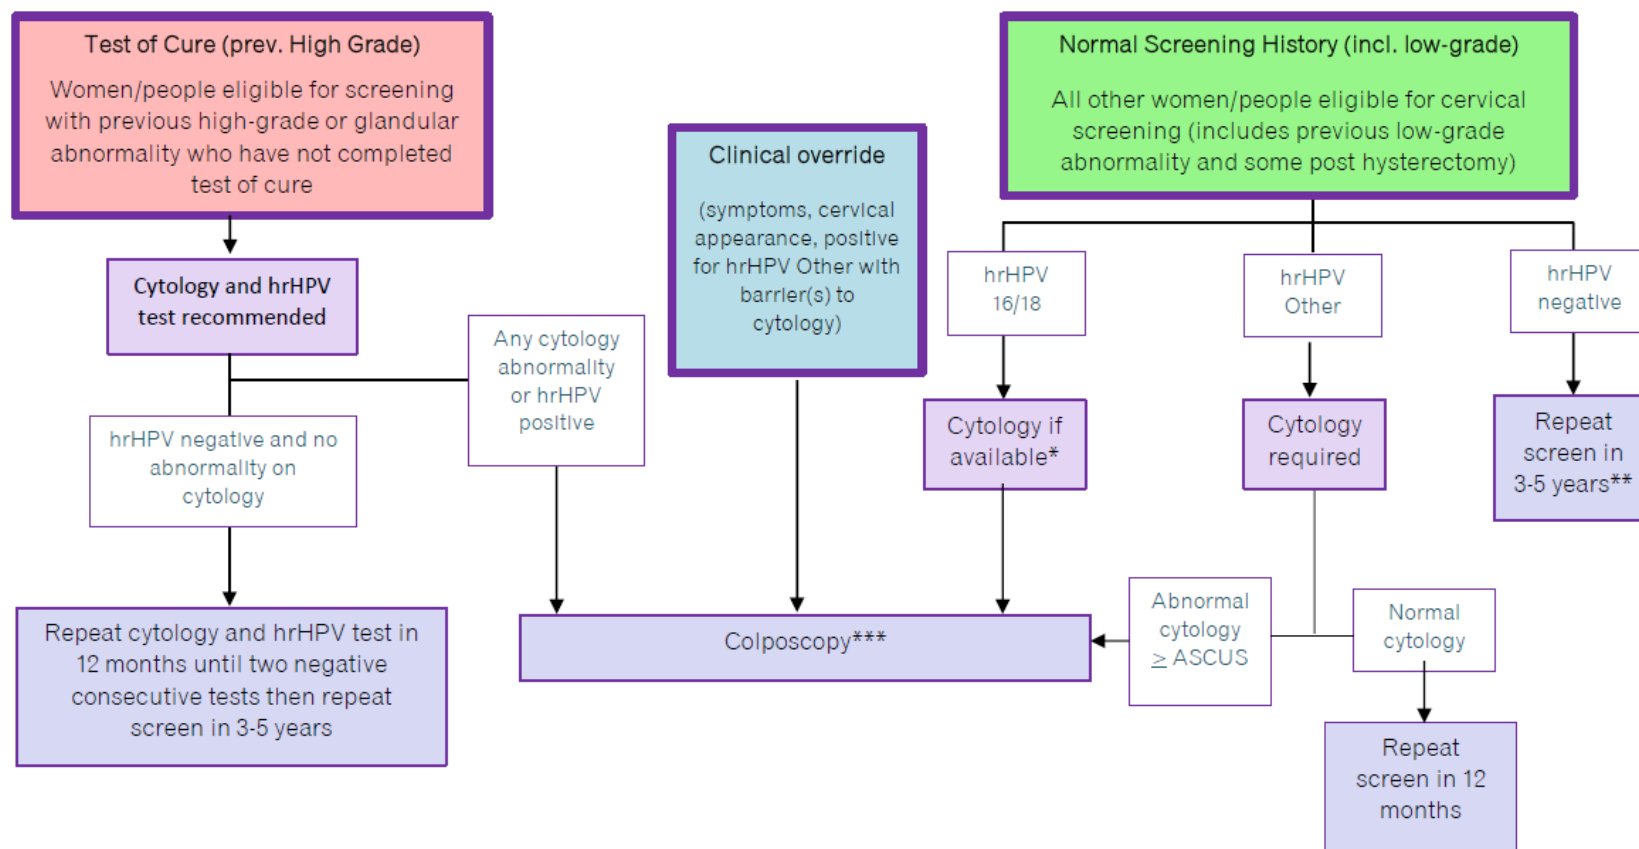 Test of Cure (prev. High Grade)
Women/people eligible for screening
with previous high-grade or glandular
abnormality who have not completed
test of cure
Cytology and hrHPV
test recommended
Any cytology
abnormality
or hrHPV
positive
hrHPV negative and no
abnormality on
cytology
Repeat cytology and hrHPV test in
12 months until two negative
consecutive tests then repeat
screen in 3-5 years
Clinical override
(symptoms, cervical
appearance, positive
for hrHPV Other with
barrier(s) to
cytology)
Normal Screening History (incl. low-grade)
All other women/people eligible for cervical
screening (includes previous low-grade
abnormality and some post hysterectomy)
hrHPV
16/18
hrHPV
Other
hrHPV
negative
Cytology if
available*
Cytology
required
Repeat
screen in
3-5 years**
Colposcopy***
Abnormal
cytology
≥ ASCUS
Normal
cytology
Repeat
screen in 12
months